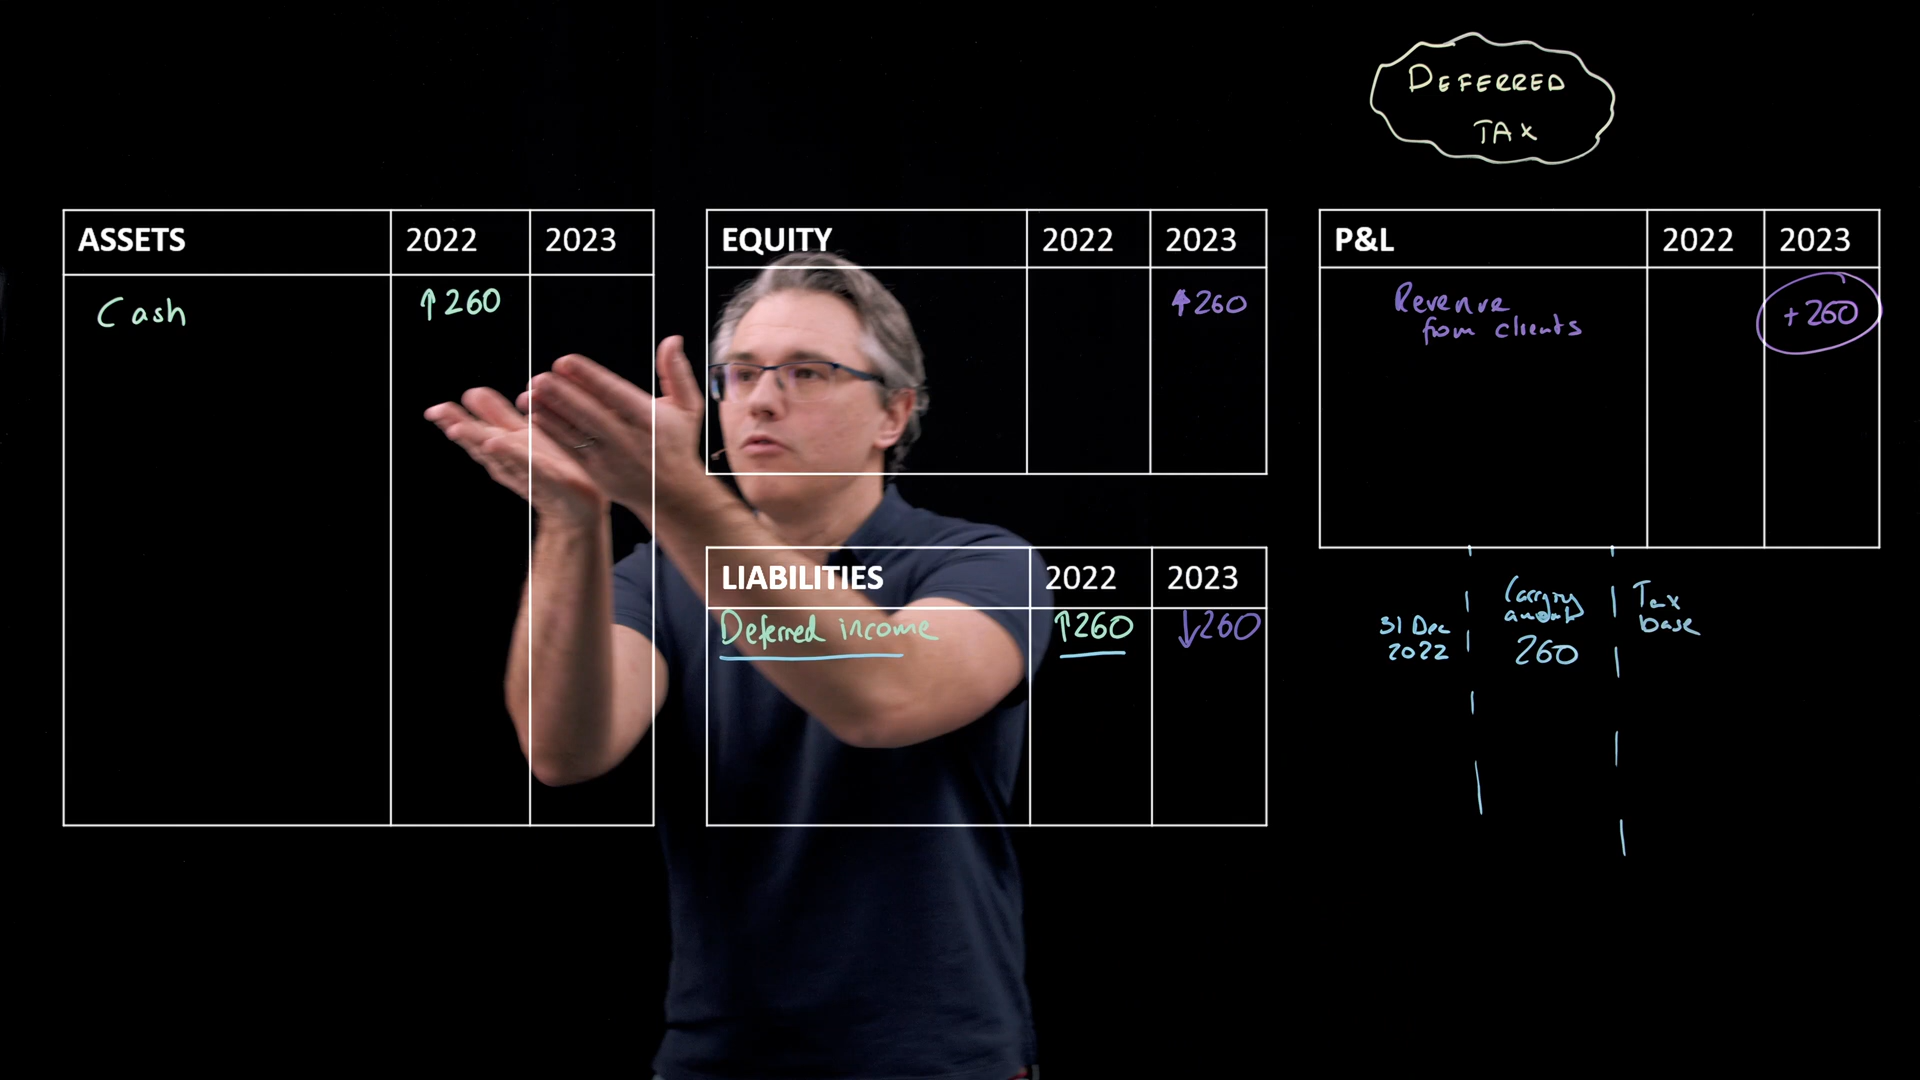 DEFERRED
TAX
ASSETS 2022 2023
Cash ↑260
EQUITY 2022 2023
↑260
LIABILITIES 2022 2023
Deferred income ↑260 ↓260
P&L 2022 2023
Revenue
from clients +260
31 Dec
2022
Carrying
amount
260
Tax
base